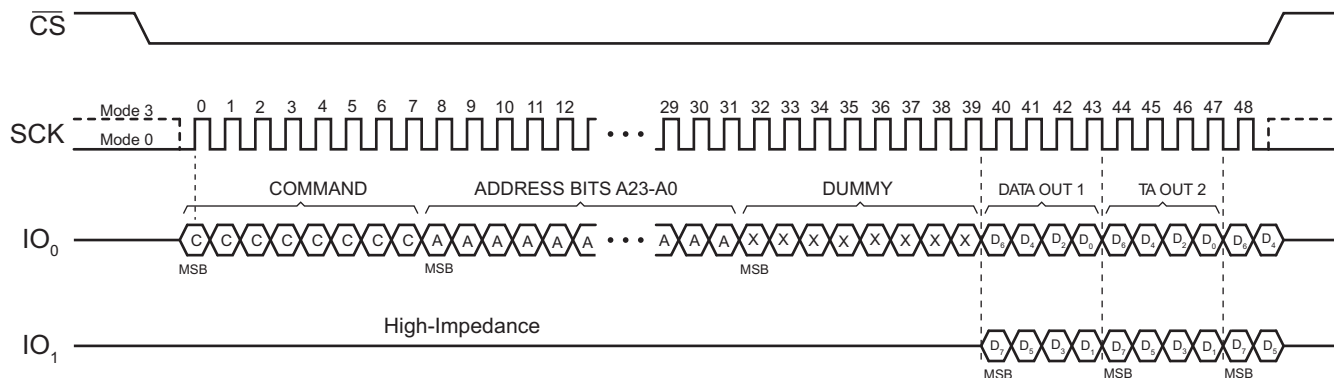 CS
Mode 3
0 1 2 3 4 5 6 7 8 9 10 11 12 29 30 31 32 33 34 35 36 37 38 39 40 41 42 43 44 45 46 47 48
SCK
Mode 0
COMMAND ADDRESS BITS A23-A0 DUMMY DATA OUT 1 TA OUT 2
IO0 C C C C C C C C A A A A A A • • • A A A X X X X X X X X D6 D4 D2 D0 D6 D4 D2 D0 D6 D4
MSB MSB MSB
High-Impedance
IO1 D7 D5 D3 D1 D7 D5 D3 D1 D7 D5
MSB MSB MSB